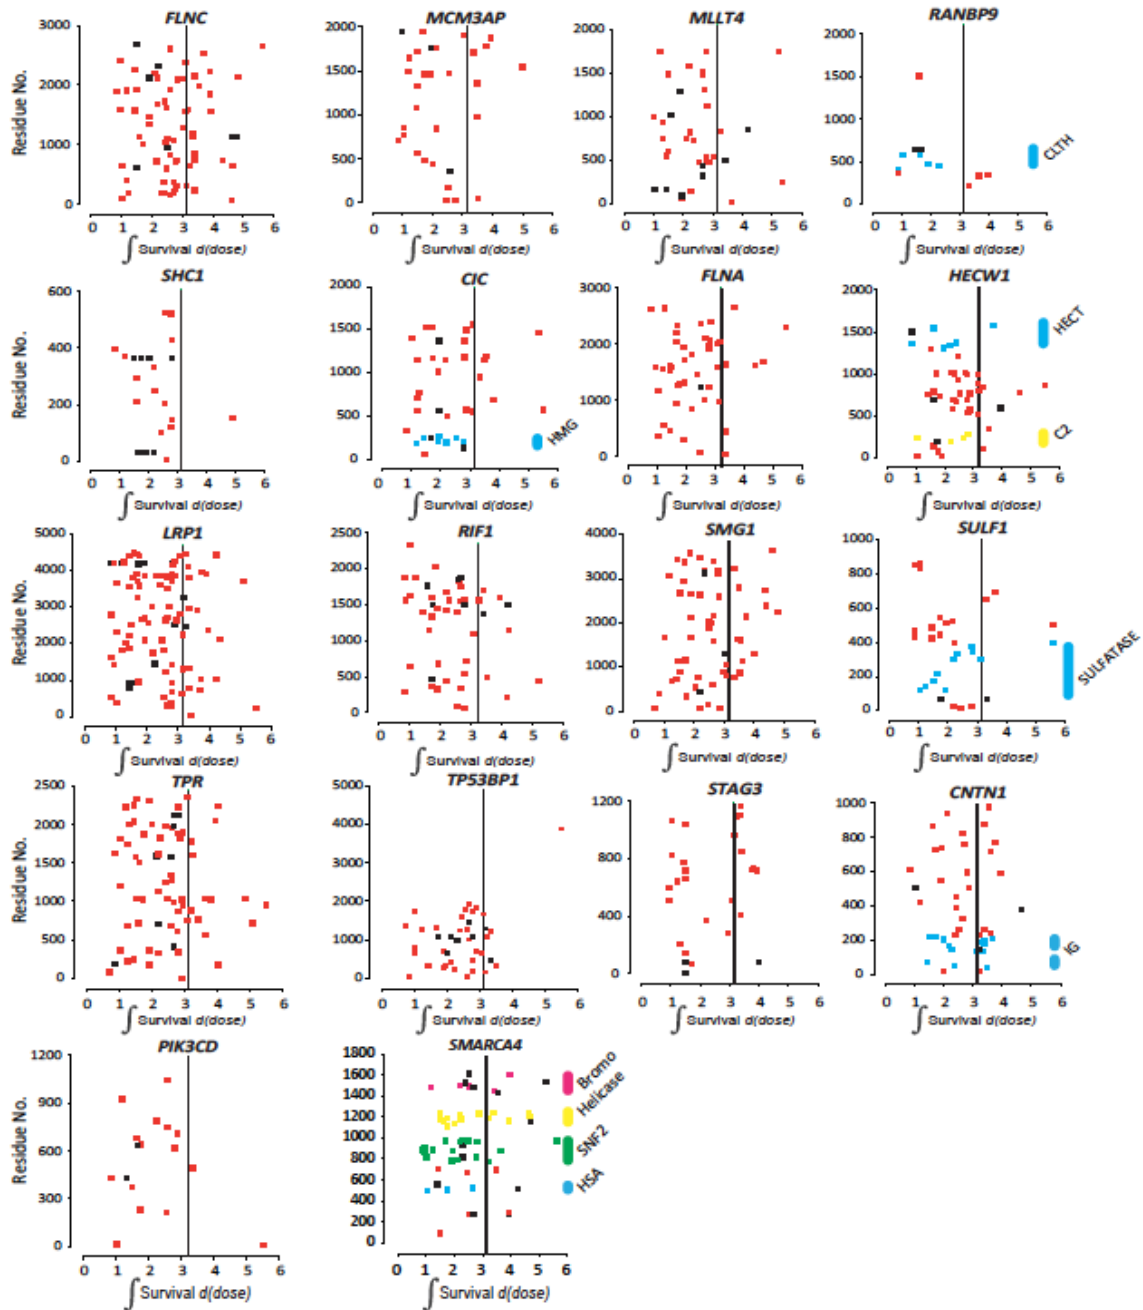 FLNC MCM3AP MLLT4 RANBP9
Residue No.
3000 2000 1000 0
2000 1500 1000 500 0
2000 1500 1000 500 0
2000 1500 1000 500 0
CLTH
0 1 2 3 4 5 6
0 1 2 3 4 5 6
0 1 2 3 4 5 6
0 1 2 3 4 5 6
∫ Survival d(dose) ∫ Survival d(dose) ∫ Survival d(dose) ∫ Survival d(dose)
SHC1 CIC FLNA HECW1
Residue No.
600 400 200 0
2000 1500 1000 500 0
3000 2000 1000 0
2000 1500 1000 500 0
HMG
HECT
C2
0 1 2 3 4 5 6
0 1 2 3 4 5 6
0 1 2 3 4 5 6
0 1 2 3 4 5 6
∫ Survival d(dose) ∫ Survival d(dose) ∫ Survival d(dose) ∫ Survival d(dose)
LRP1 RIF1 SMG1 SULF1
Residue No.
5000 4000 3000 2000 1000 0
2500 2000 1500 1000 500 0
4000 3000 2000 1000 0
1000 800 600 400 200 0
SULFATASE
0 1 2 3 4 5 6
0 1 2 3 4 5 6
0 1 2 3 4 5 6
0 1 2 3 4 5 6
∫ Survival d(dose) ∫ Survival d(dose) ∫ Survival d(dose) ∫ Survival d(dose)
TPR TP53BP1 STAG3 CNTN1
Residue No.
2500 2000 1500 1000 500 0
5000 4000 3000 2000 1000 0
1200 800 400 0
1000 800 600 400 200 0
IG
0 1 2 3 4 5 6
0 1 2 3 4 5 6
0 1 2 3 4 5 6
0 1 2 3 4 5 6
∫ Survival d(dose) ∫ Survival d(dose) ∫ Survival d(dose) ∫ Survival d(dose)
PIK3CD SMARCA4
Residue No.
1200 900 600 300 0
1800 1600 1400 1200 1000 800 600 400 200 0
Bromo
Helicase
SNF2
HSA
0 1 2 3 4 5 6
0 1 2 3 4 5 6
∫ Survival d(dose) ∫ Survival d(dose)